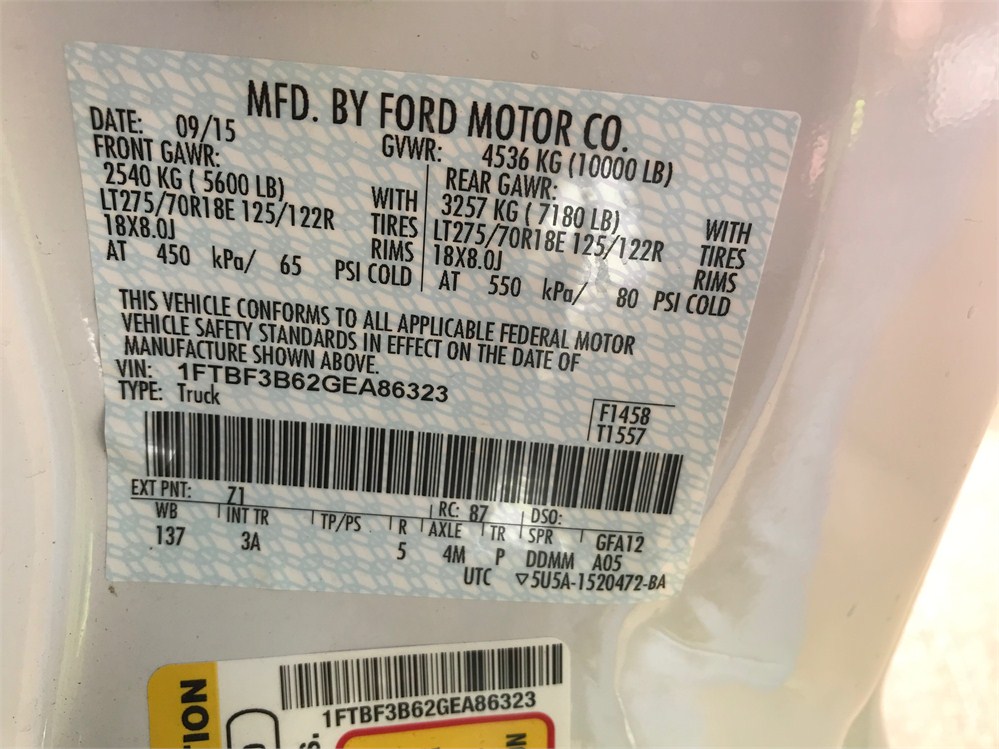 MFD. BY FORD MOTOR CO.
DATE: 09/15 GVWR: 4536 KG (10000 LB)
FRONT GAWR: REAR GAWR:
2540 KG ( 5600 LB) WITH 3257 KG ( 7180 LB) WITH
LT275/70R18E 125/122R TIRES LT275/70R18E 125/122R TIRES
18X8.0J RIMS 18X8.0J RIMS
AT 450 kPa/ 65 PSI COLD AT 550 kPa/ 80 PSI COLD
THIS VEHICLE CONFORMS TO ALL APPLICABLE FEDERAL MOTOR
VEHICLE SAFETY STANDARDS IN EFFECT ON THE DATE OF
MANUFACTURE SHOWN ABOVE.
VIN: 1FTBF3B62GEA86323
TYPE: Truck
F1458
T1557
EXT PNT: Z1 RC: 87 DSO:
WB INT TR TP/PS R AXLE TR SPR GFA12
137 3A 5 4M P DDMM A05
UTC ▽5U5A-1520472-BA
1FTBF3B62GEA86323